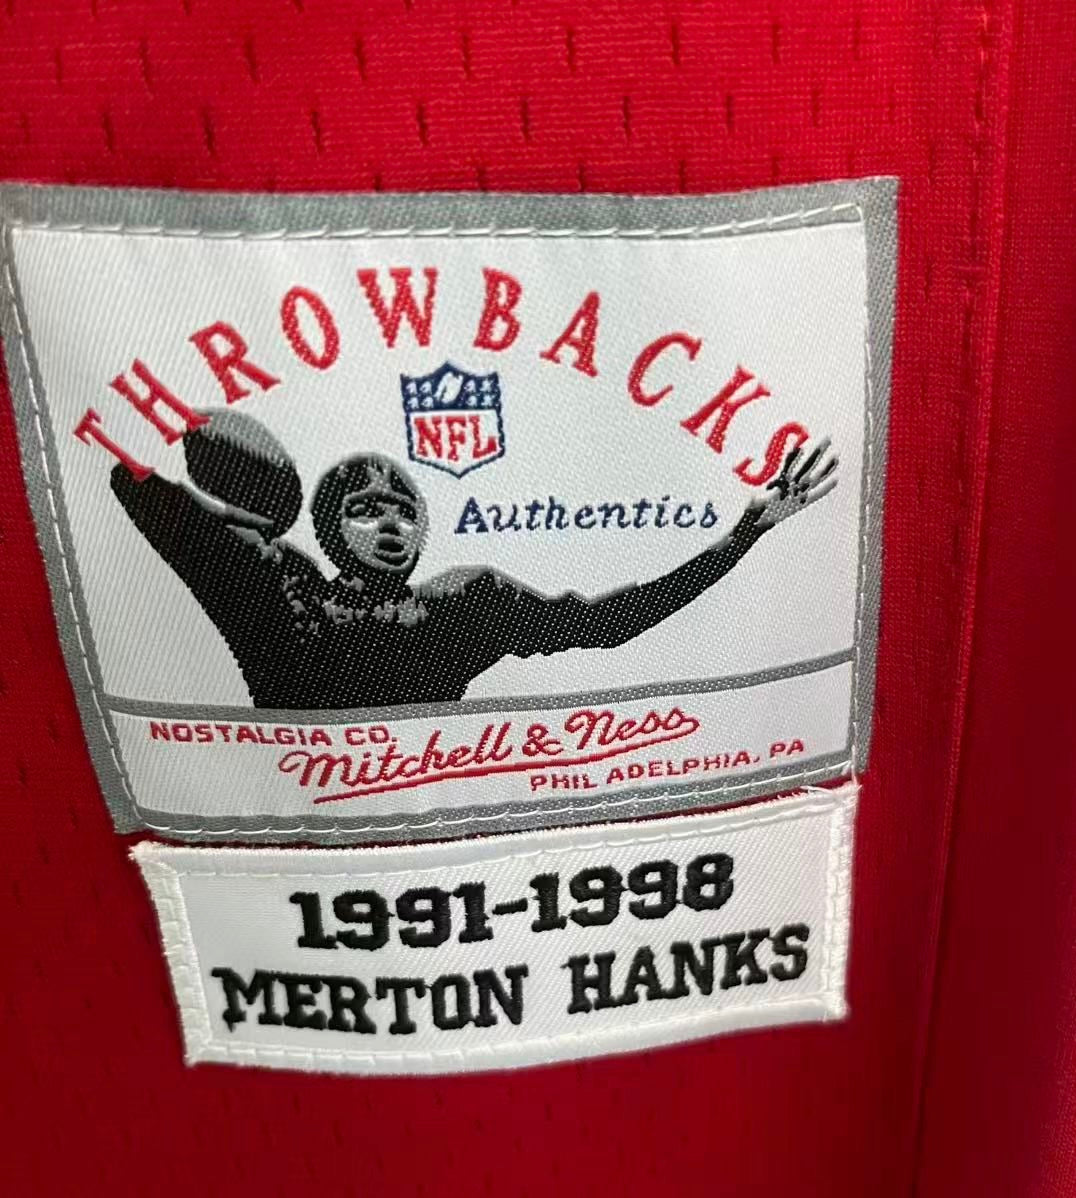 THROWBACKS
NFL
Authentics
NOSTALGIA CO.
Mitchell & Ness
PHILADELPHIA, PA
1991-1998
MERTON HANKS